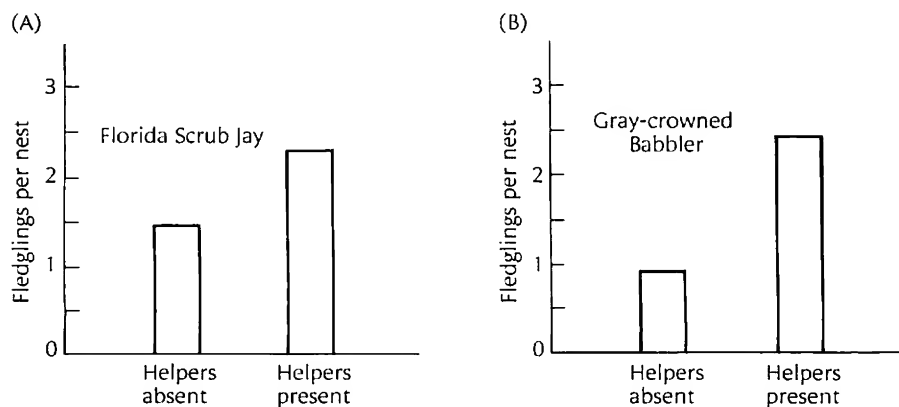 (A)
Fledglings per nest
3
2
1
0
Florida Scrub Jay
Helpers
absent
Helpers
present
(B)
Fledglings per nest
3
2
1
0
Gray-crowned
Babbler
Helpers
absent
Helpers
present